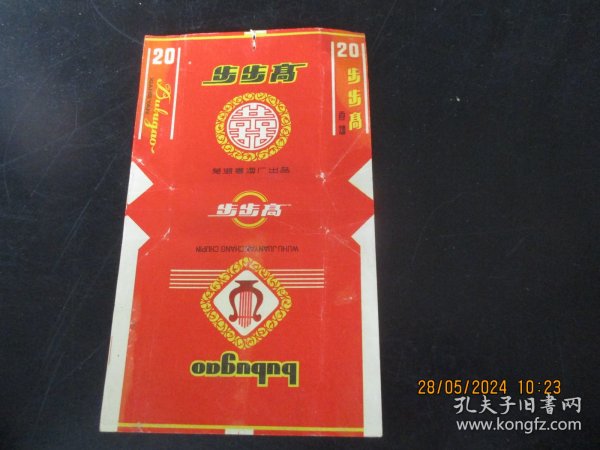 20
Bubugao
步步高
20
步步高
香烟
芜湖卷烟厂出品
步步高
WUHU JUANYANCHANG CHUPIN
bubugao
28/05/2024 10:23
孔夫子旧书网
www.kongfz.com